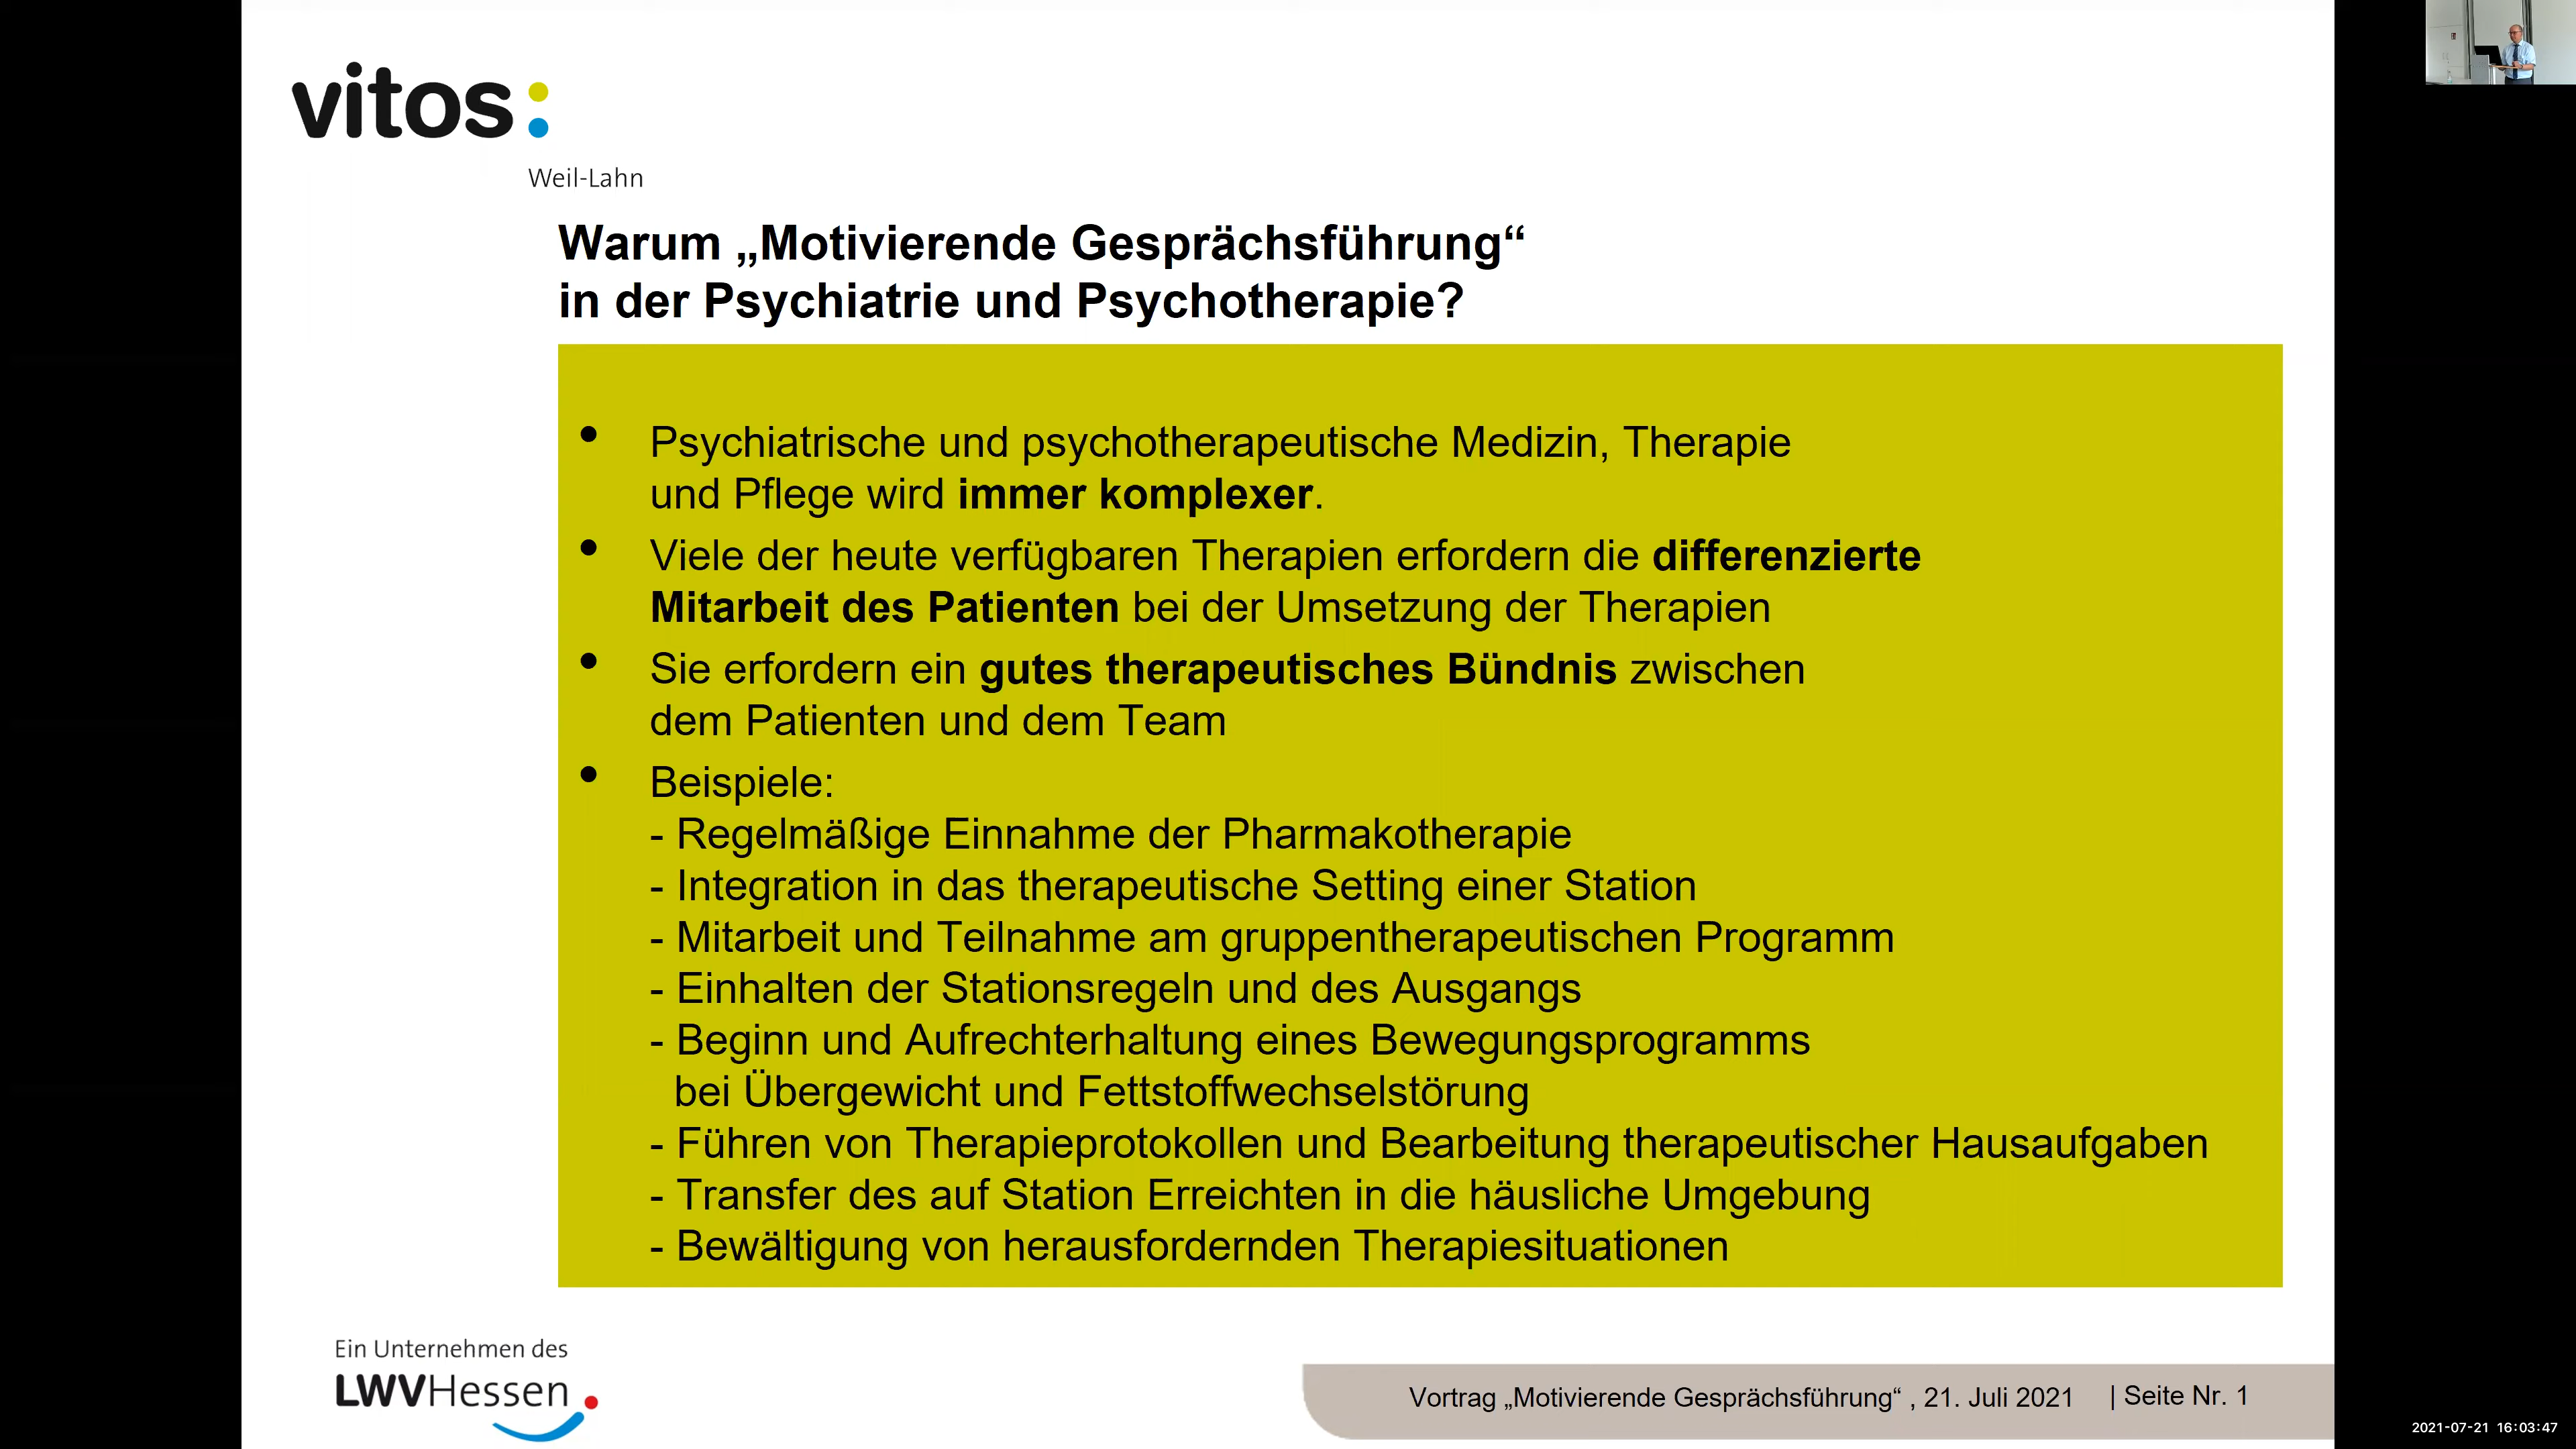 vitos:
Weil-Lahn
Warum „Motivierende Gesprächsführung“
in der Psychiatrie und Psychotherapie?
• Psychiatrische und psychotherapeutische Medizin, Therapie
und Pflege wird immer komplexer.
• Viele der heute verfügbaren Therapien erfordern die differenzierte
Mitarbeit des Patienten bei der Umsetzung der Therapien
• Sie erfordern ein gutes therapeutisches Bündnis zwischen
dem Patienten und dem Team
• Beispiele:
- Regelmäßige Einnahme der Pharmakotherapie
- Integration in das therapeutische Setting einer Station
- Mitarbeit und Teilnahme am gruppentherapeutischen Programm
- Einhalten der Stationsregeln und des Ausgangs
- Beginn und Aufrechterhaltung eines Bewegungsprogramms
bei Übergewicht und Fettstoffwechselstörung
- Führen von Therapieprotokollen und Bearbeitung therapeutischer Hausaufgaben
- Transfer des auf Station Erreichten in die häusliche Umgebung
- Bewältigung von herausfordernden Therapiesituationen
Ein Unternehmen des
LWVHessen
Vortrag „Motivierende Gesprächsführung“ , 21. Juli 2021 | Seite Nr. 1
2021-07-21 16:03:47